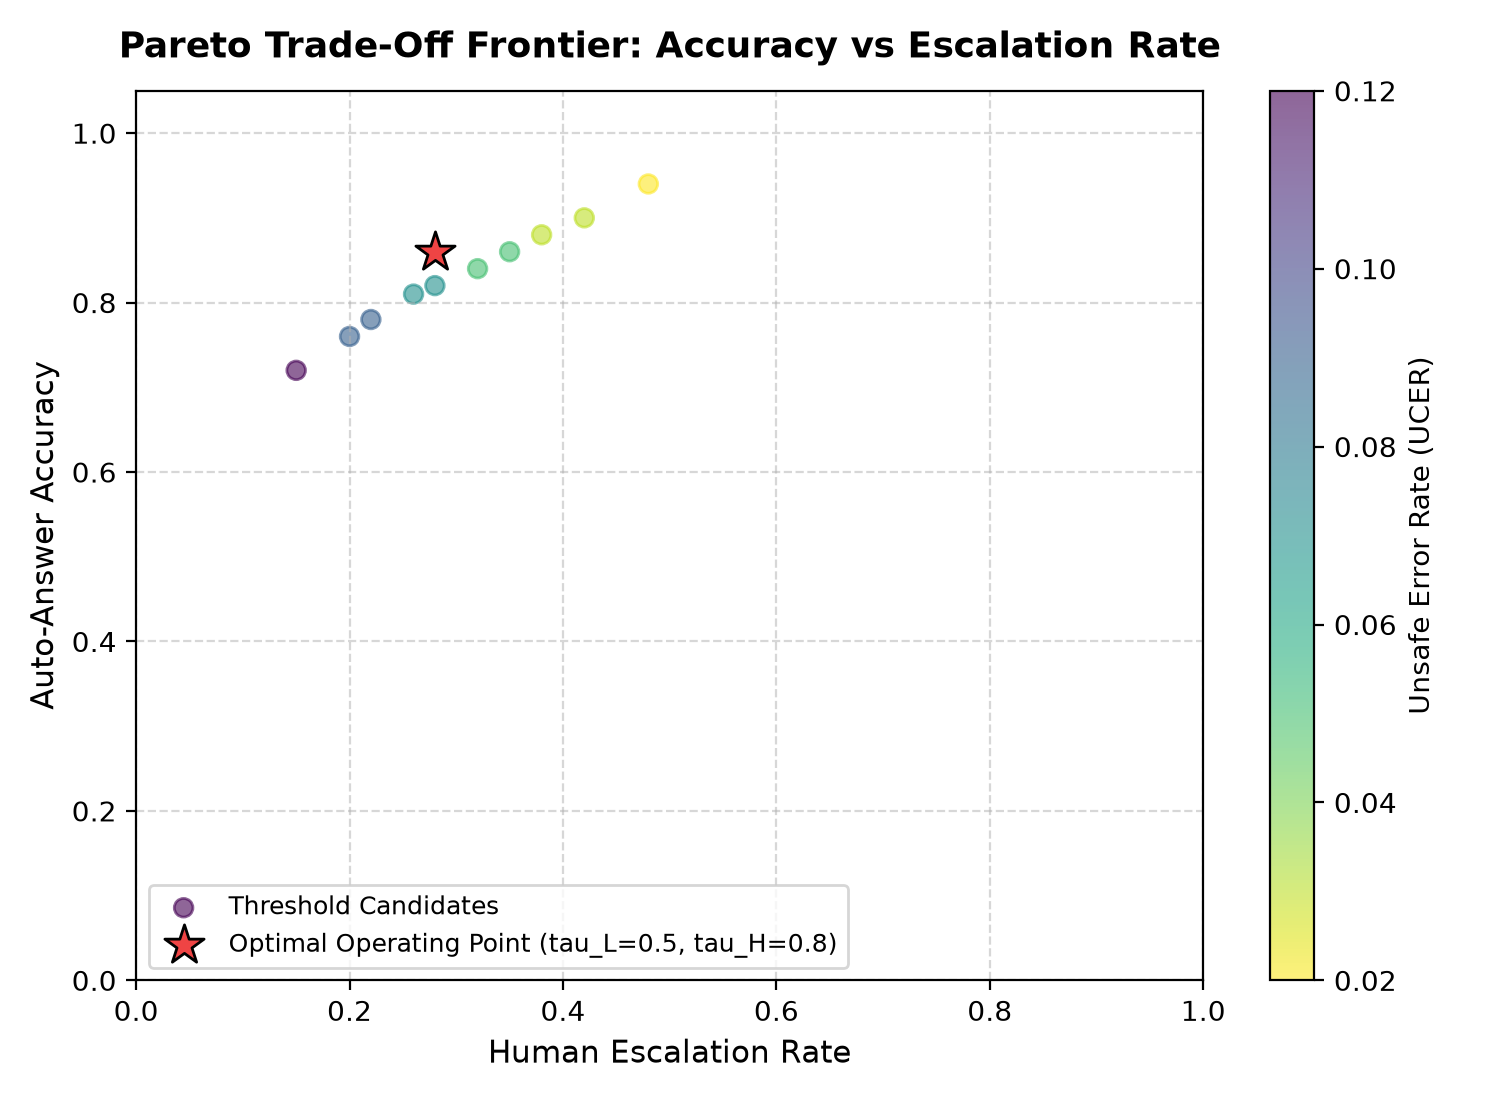 Pareto Trade-Off Frontier: Accuracy vs Escalation Rate
Auto-Answer Accuracy
1.0
0.8
0.6
0.4
0.2
0.0
0.0 0.2 0.4 0.6 0.8 1.0
Human Escalation Rate
Threshold Candidates
Optimal Operating Point (tau_L=0.5, tau_H=0.8)
0.12
0.10
0.08
0.06
0.04
0.02
Unsafe Error Rate (UCER)